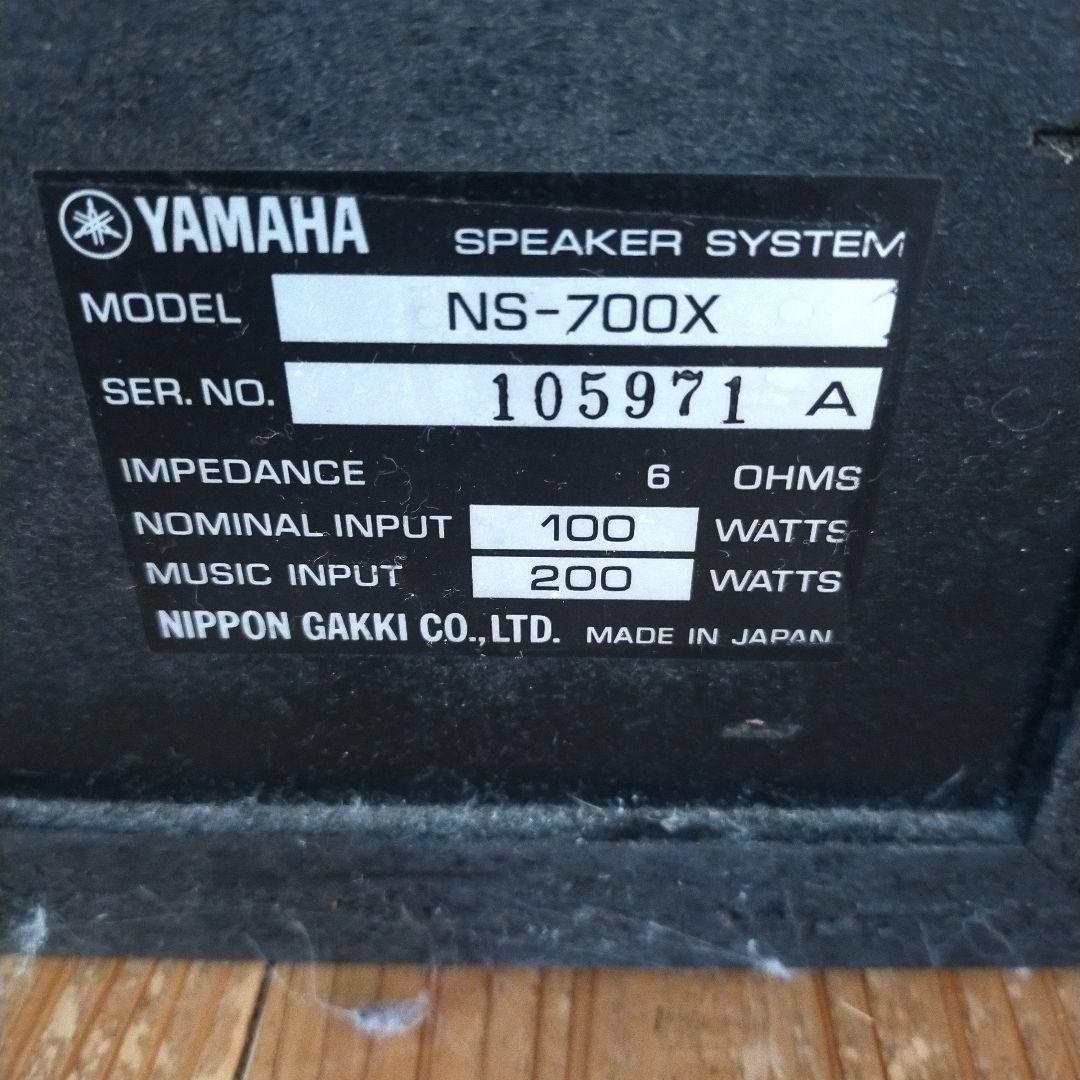 YAMAHA SPEAKER SYSTEM
MODEL NS-700X
SER. NO. 105971 A
IMPEDANCE 6 OHMS
NOMINAL INPUT 100 WATTS
MUSIC INPUT 200 WATTS
NIPPON GAKKI CO.,LTD. MADE IN JAPAN